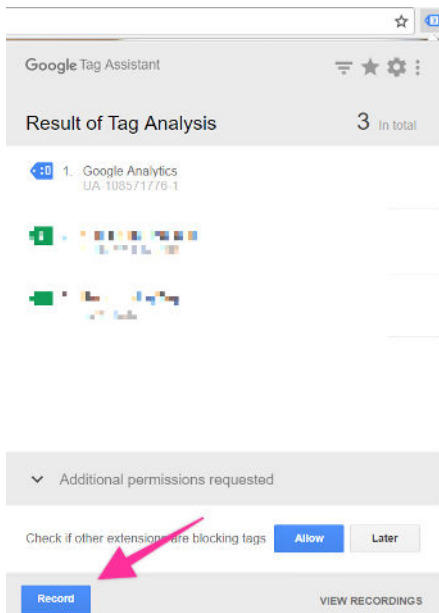 Google Tag Assistant
Result of Tag Analysis 3 In total
1. Google Analytics
UA-108571776-1
Additional permissions requested
Check if other extensions are blocking tags Allow Later
Record VIEW RECORDINGS